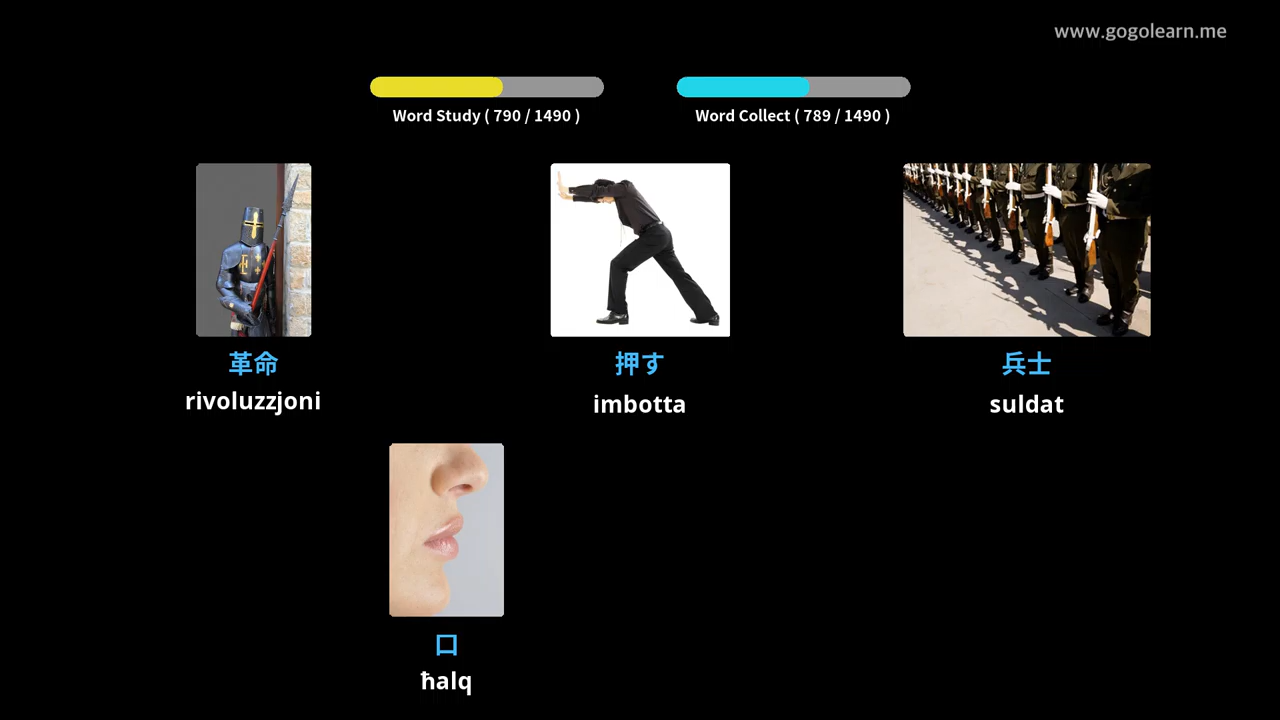 www.gogolearn.me
Word Study ( 790 / 1490 )
Word Collect ( 789 / 1490 )
革命
rivoluzzjoni
押す
imbotta
兵士
suldat
口
ħalq